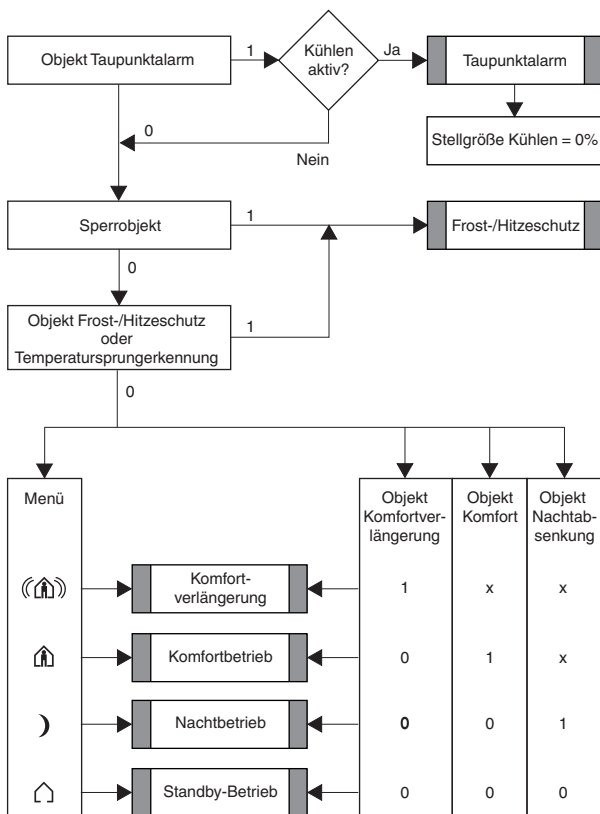 Objekt Taupunktalarm
1
Kühlen
aktiv?
Ja
Taupunktalarm
Stellgröße Kühlen = 0%
0
Nein
Sperrobjekt
1
Frost-/Hitzeschutz
0
Objekt Frost-/Hitzeschutz
oder
Temperatursprungerkennung
1
0
Menü
Objekt
Komfortver-
längerung
Objekt
Komfort
Objekt
Nachtab-
senkung
Komfort-
verlängerung
1 x x
Komfortbetrieb
0 1 x
Nachtbetrieb
0 0 1
Standby-Betrieb
0 0 0